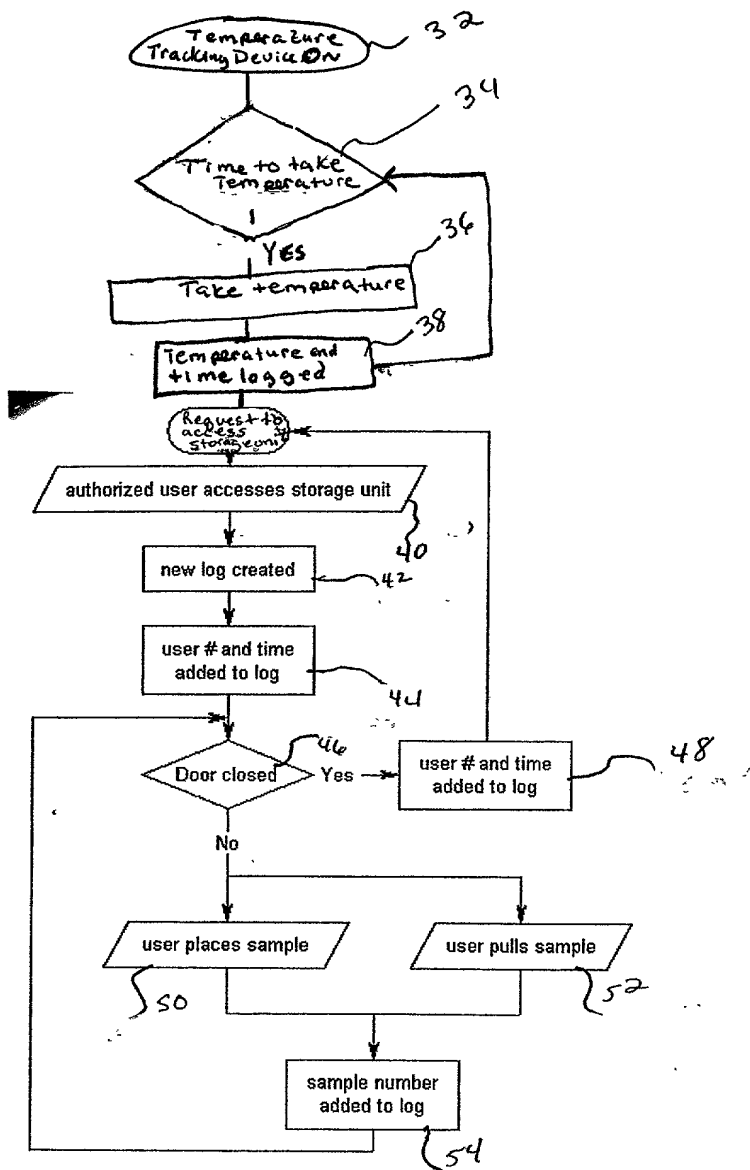 Temperature
Tracking Device ON
32
34
Time to take
Temperature
YES
36
Take temperature
38
Temperature and
time logged
Request to
access
storage uni
authorized user accesses storage unit
40
new log created
42
user # and time
added to log
44
46
Door closed
Yes
user # and time
added to log
48
No
user places sample
user pulls sample
50
52
sample number
added to log
54